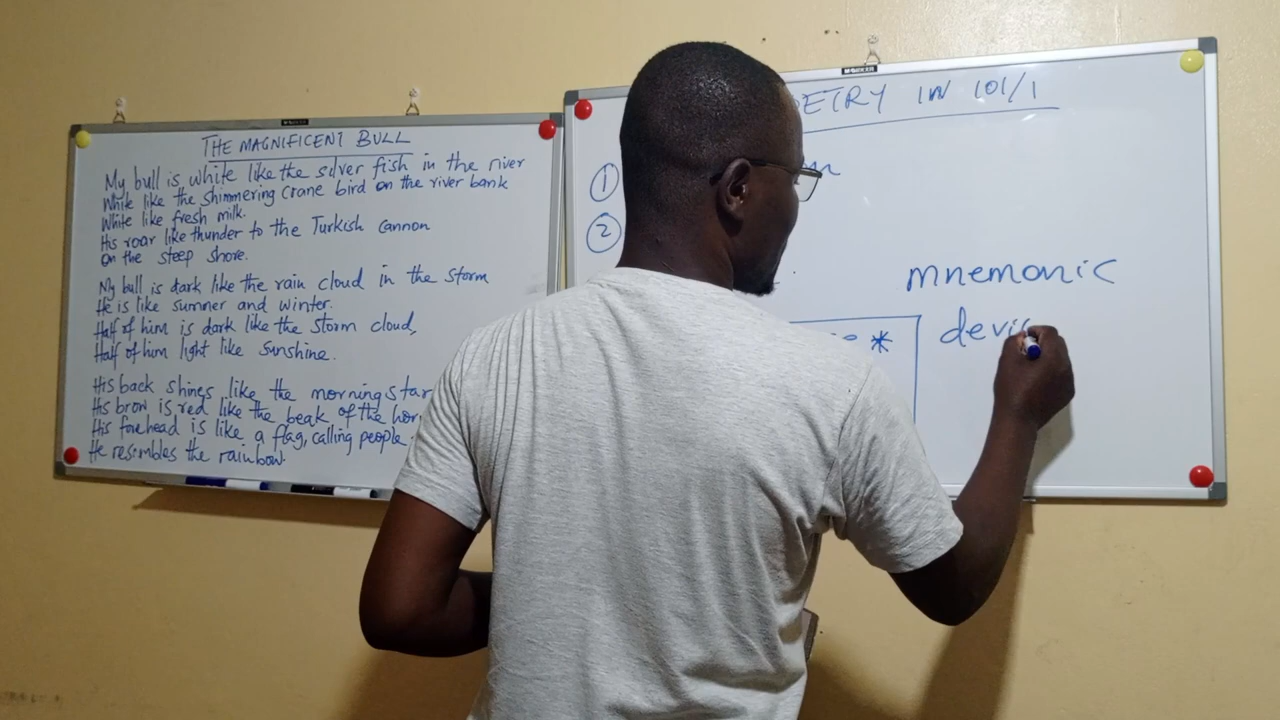 THE MAGNIFICENT BULL
My bull is white like the silver fish in the river
White like the shimmering crane bird on the river bank
White like fresh milk.
His roar like thunder to the Turkish cannon
on the steep shore.
My bull is dark like the rain cloud in the storm
He is like summer and winter.
Half of him is dark like the storm cloud,
Half of him light like sunshine.
His back shines like the morning star
His brow is red like the beak of the
His forehead is like a flag, calling people
He resembles the rainbow
IN 101/1
1
2
*
mnemonic